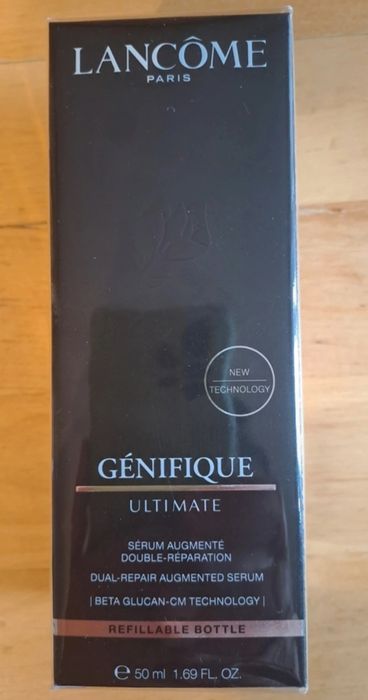 LANCÔME
PARIS
NEW
TECHNOLOGY
GÉNIFIQUE
ULTIMATE
SÉRUM AUGMENTÉ
DOUBLE-RÉPARATION
DUAL-REPAIR AUGMENTED SERUM
| BETA GLUCAN-CM TECHNOLOGY |
REFILLABLE BOTTLE
℮ 50 ml 1.69 FL. OZ.